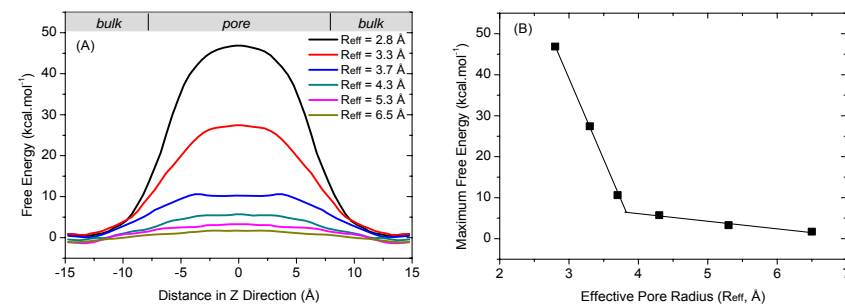 bulk pore bulk
(A)
Reff = 2.8 Å
Reff = 3.3 Å
Reff = 3.7 Å
Reff = 4.3 Å
Reff = 5.3 Å
Reff = 6.5 Å
50
40
30
20
10
0
Free Energy (kcal.mol⁻¹)
-15 -10 -5 0 5 10 15
Distance in Z Direction (Å)
(B)
50
40
30
20
10
0
Maximum Free Energy (kcal.mol⁻¹)
2 3 4 5 6 7
Effective Pore Radius (Reff, Å)